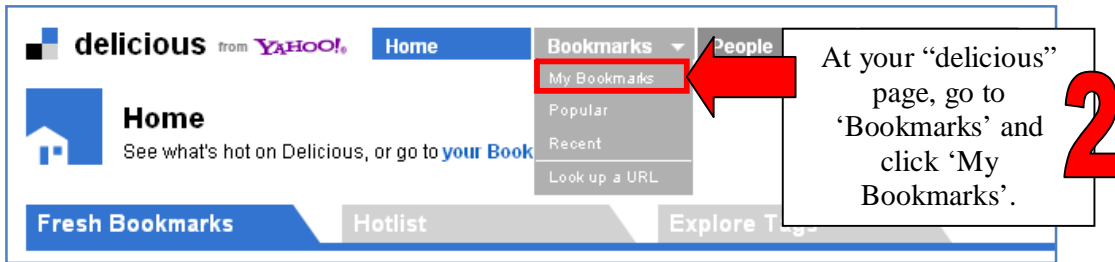 delicious from YAHOO!® Home Bookmarks People
My Bookmarks
Popular
Recent
Look up a URL
Home
See what's hot on Delicious, or go to your Book
Fresh Bookmarks Hotlist Explore Tags
At your “delicious”
page, go to
‘Bookmarks’ and
click ‘My
Bookmarks’.
2